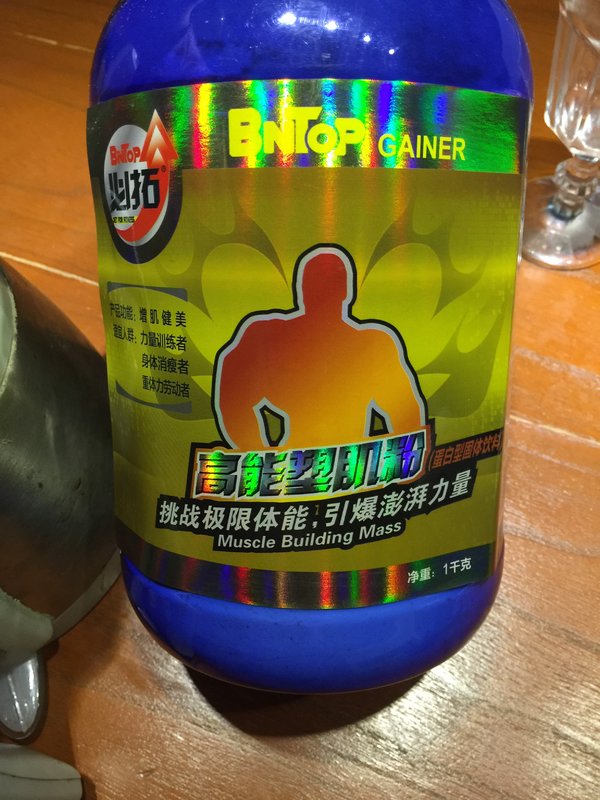 BNTOP GAINER
BNTOP
必拓®
产品功能：增肌健美
适宜人群：力量训练者
身体消瘦者
重体力劳动者
高能塑肌粉（蛋白型固体饮料）
挑战极限体能，引爆澎湃力量
Muscle Building Mass
净重：1千克